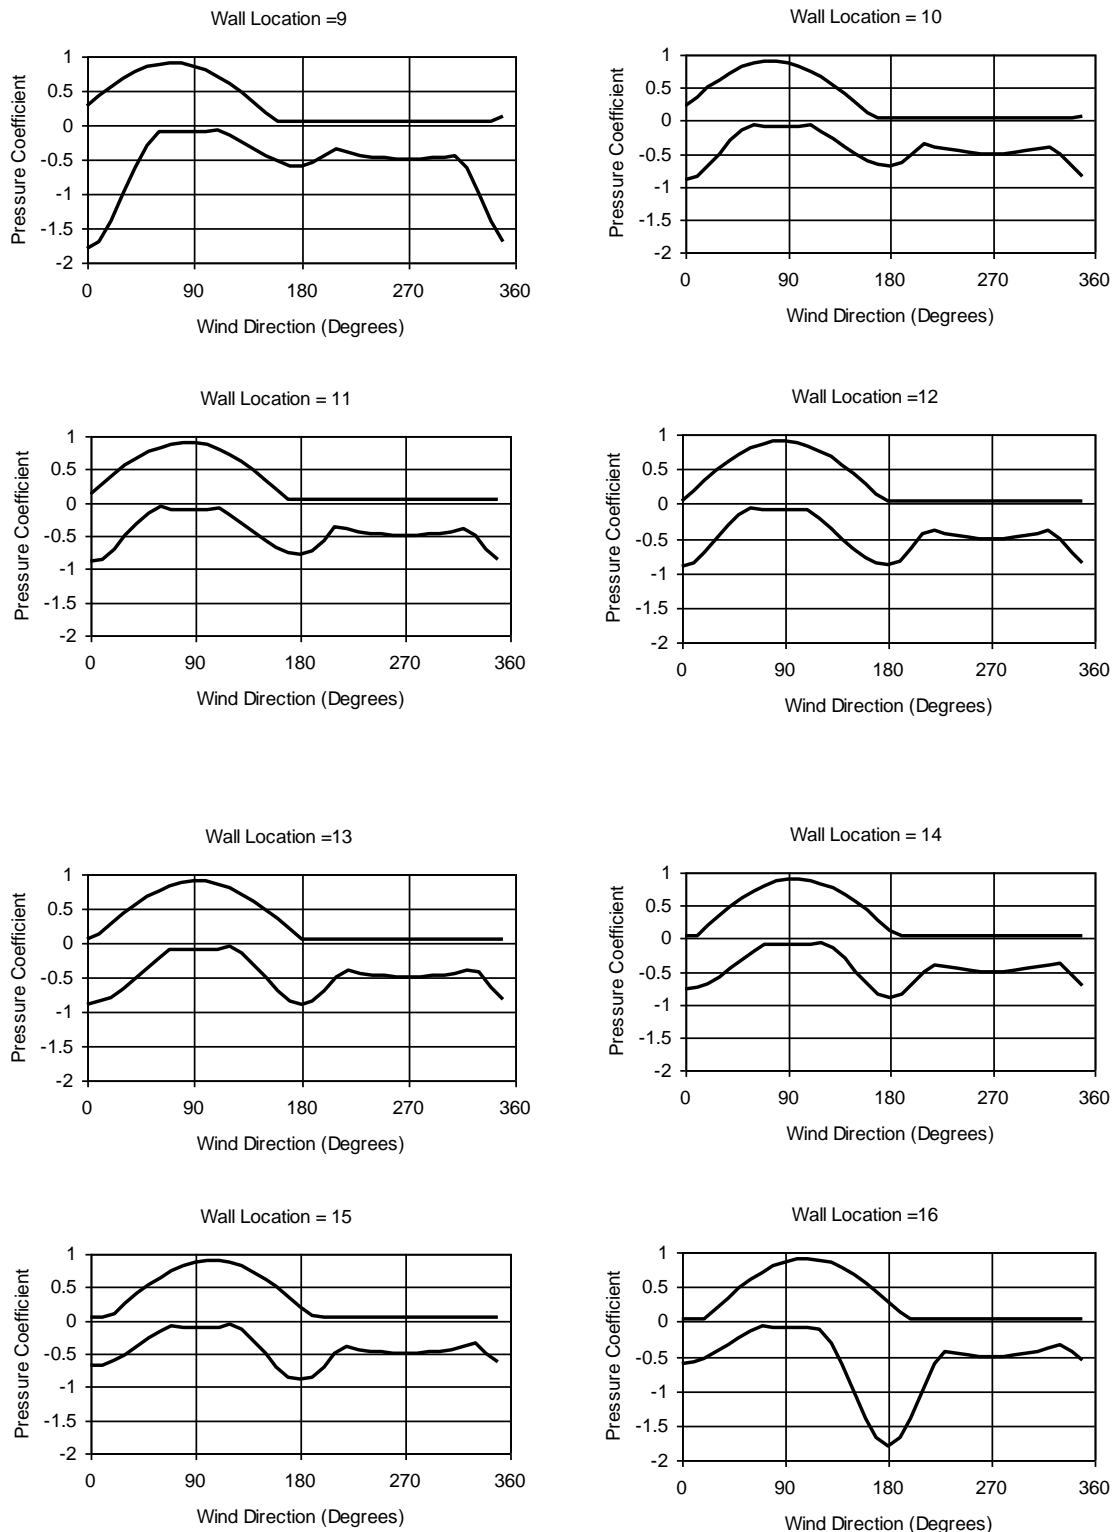 Wall Location =9
Pressure Coefficient
1
0.5
0
-0.5
-1
-1.5
-2
0 90 180 270 360
Wind Direction (Degrees)
Wall Location = 10
Pressure Coefficient
1
0.5
0
-0.5
-1
-1.5
-2
0 90 180 270 360
Wind Direction (Degrees)
Wall Location = 11
Pressure Coefficient
1
0.5
0
-0.5
-1
-1.5
-2
0 90 180 270 360
Wind Direction (Degrees)
Wall Location =12
Pressure Coefficient
1
0.5
0
-0.5
-1
-1.5
-2
0 90 180 270 360
Wind Direction (Degrees)
Wall Location =13
Pressure Coefficient
1
0.5
0
-0.5
-1
-1.5
-2
0 90 180 270 360
Wind Direction (Degrees)
Wall Location = 14
Pressure Coefficient
1
0.5
0
-0.5
-1
-1.5
-2
0 90 180 270 360
Wind Direction (Degrees)
Wall Location = 15
Pressure Coefficient
1
0.5
0
-0.5
-1
-1.5
-2
0 90 180 270 360
Wind Direction (Degrees)
Wall Location =16
Pressure Coefficient
1
0.5
0
-0.5
-1
-1.5
-2
0 90 180 270 360
Wind Direction (Degrees)